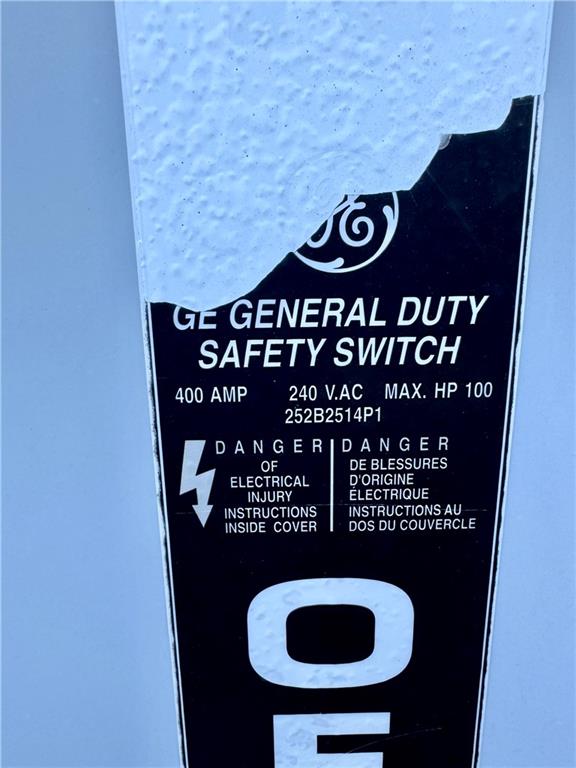 GE
GE GENERAL DUTY
SAFETY SWITCH
400 AMP 240 V.AC MAX. HP 100
252B2514P1
DANGER
OF
ELECTRICAL
INJURY
INSTRUCTIONS
INSIDE COVER
DANGER
DE BLESSURES
D'ORIGINE
ÉLECTRIQUE
INSTRUCTIONS AU
DOS DU COUVERCLE
O